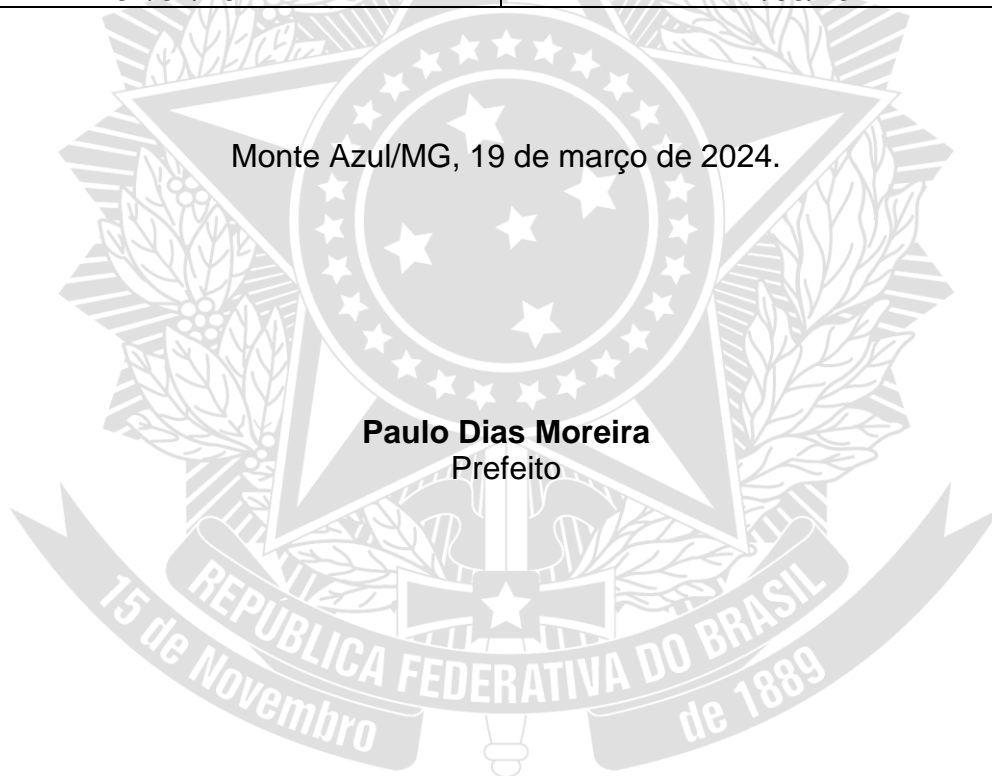 Monte Azul/MG, 19 de março de 2024.
Paulo Dias Moreira
Prefeito
REPÚBLICA FEDERATIVA DO BRASIL
15 de Novembro
de 1889